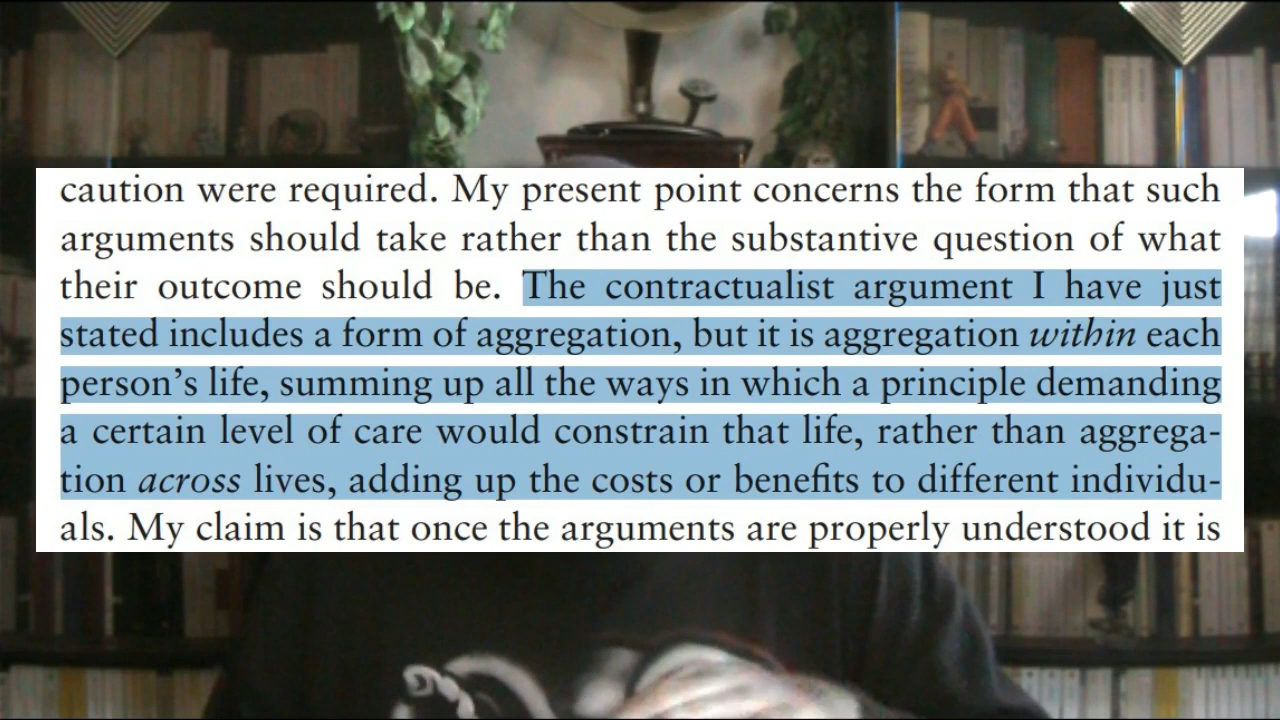 caution were required. My present point concerns the form that such
arguments should take rather than the substantive question of what
their outcome should be. The contractualist argument I have just
stated includes a form of aggregation, but it is aggregation within each
person’s life, summing up all the ways in which a principle demanding
a certain level of care would constrain that life, rather than aggrega-
tion across lives, adding up the costs or benefits to different individu-
als. My claim is that once the arguments are properly understood it is